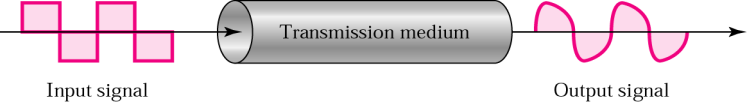 Transmission medium
Input signal
Output signal